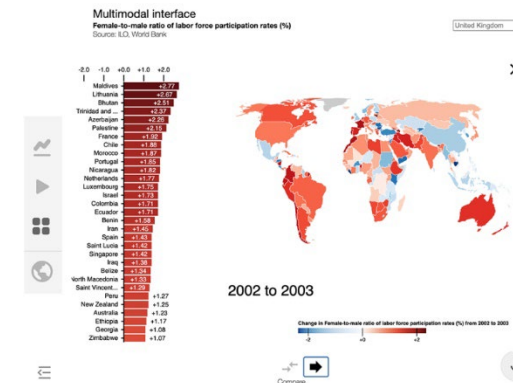 Multimodal interface
Female-to-male ratio of labor force participation rates (%)
Source: ILO, World Bank
United Kingdom
-2.0 -1.0 +0.0 +1.0 +2.0
Maldives +2.77
Lithuania +2.67
Bhutan +2.51
Trinidad and ... +2.37
Azerbaijan +2.26
Palestine +2.15
France +1.92
Chile +1.88
Morocco +1.87
Portugal +1.85
Nicaragua +1.82
Netherlands +1.77
Luxembourg +1.75
Israel +1.73
Colombia +1.71
Ecuador +1.71
Benin +1.58
Iran +1.45
Spain +1.43
Saint Lucia +1.42
Singapore +1.42
Iraq +1.38
Belize +1.34
North Macedonia +1.33
Saint Vincent... +1.29
Peru +1.27
New Zealand +1.25
Australia +1.23
Ethiopia +1.17
Georgia +1.08
Zimbabwe +1.07
2002 to 2003
Change in Female-to-male ratio of labor force participation rates (%) from 2002 to 2003
-2 +0 +2
Compare